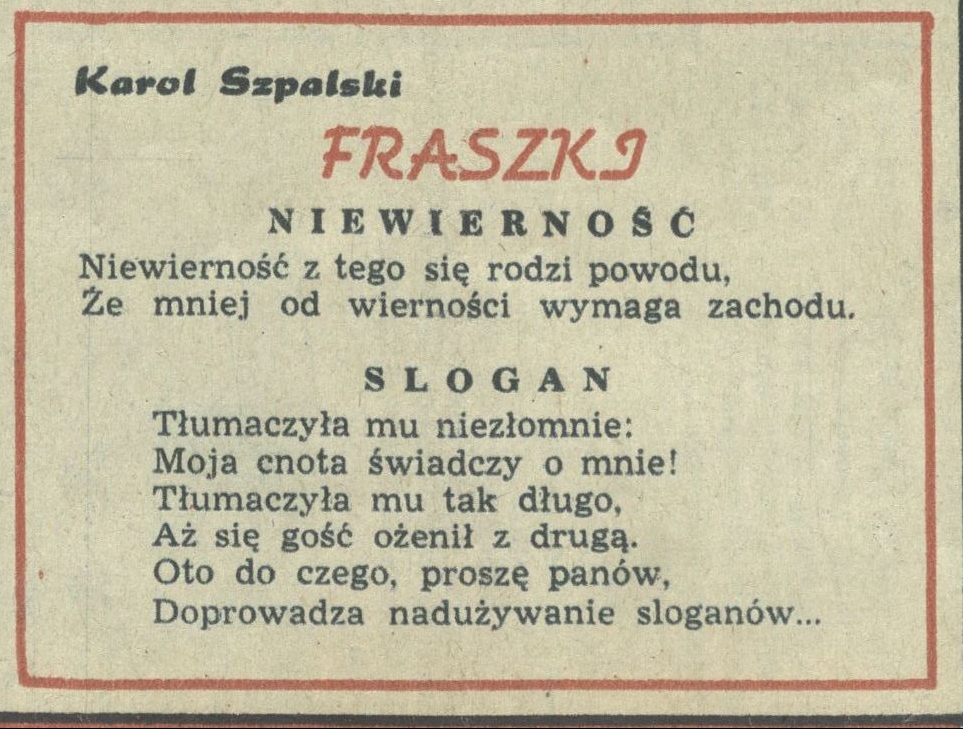 Karol Szpalski
FRASZKI
NIEWIERNOŚĆ
Niewierność z tego się rodzi powodu,
Że mniej od wierności wymaga zachodu.
SLOGAN
Tłumaczyła mu niezłomnie:
Moja cnota świadczy o mnie!
Tłumaczyła mu tak długo,
Aż się gość ożenił z drugą.
Oto do czego, proszę panów,
Doprowadza nadużywanie sloganów...